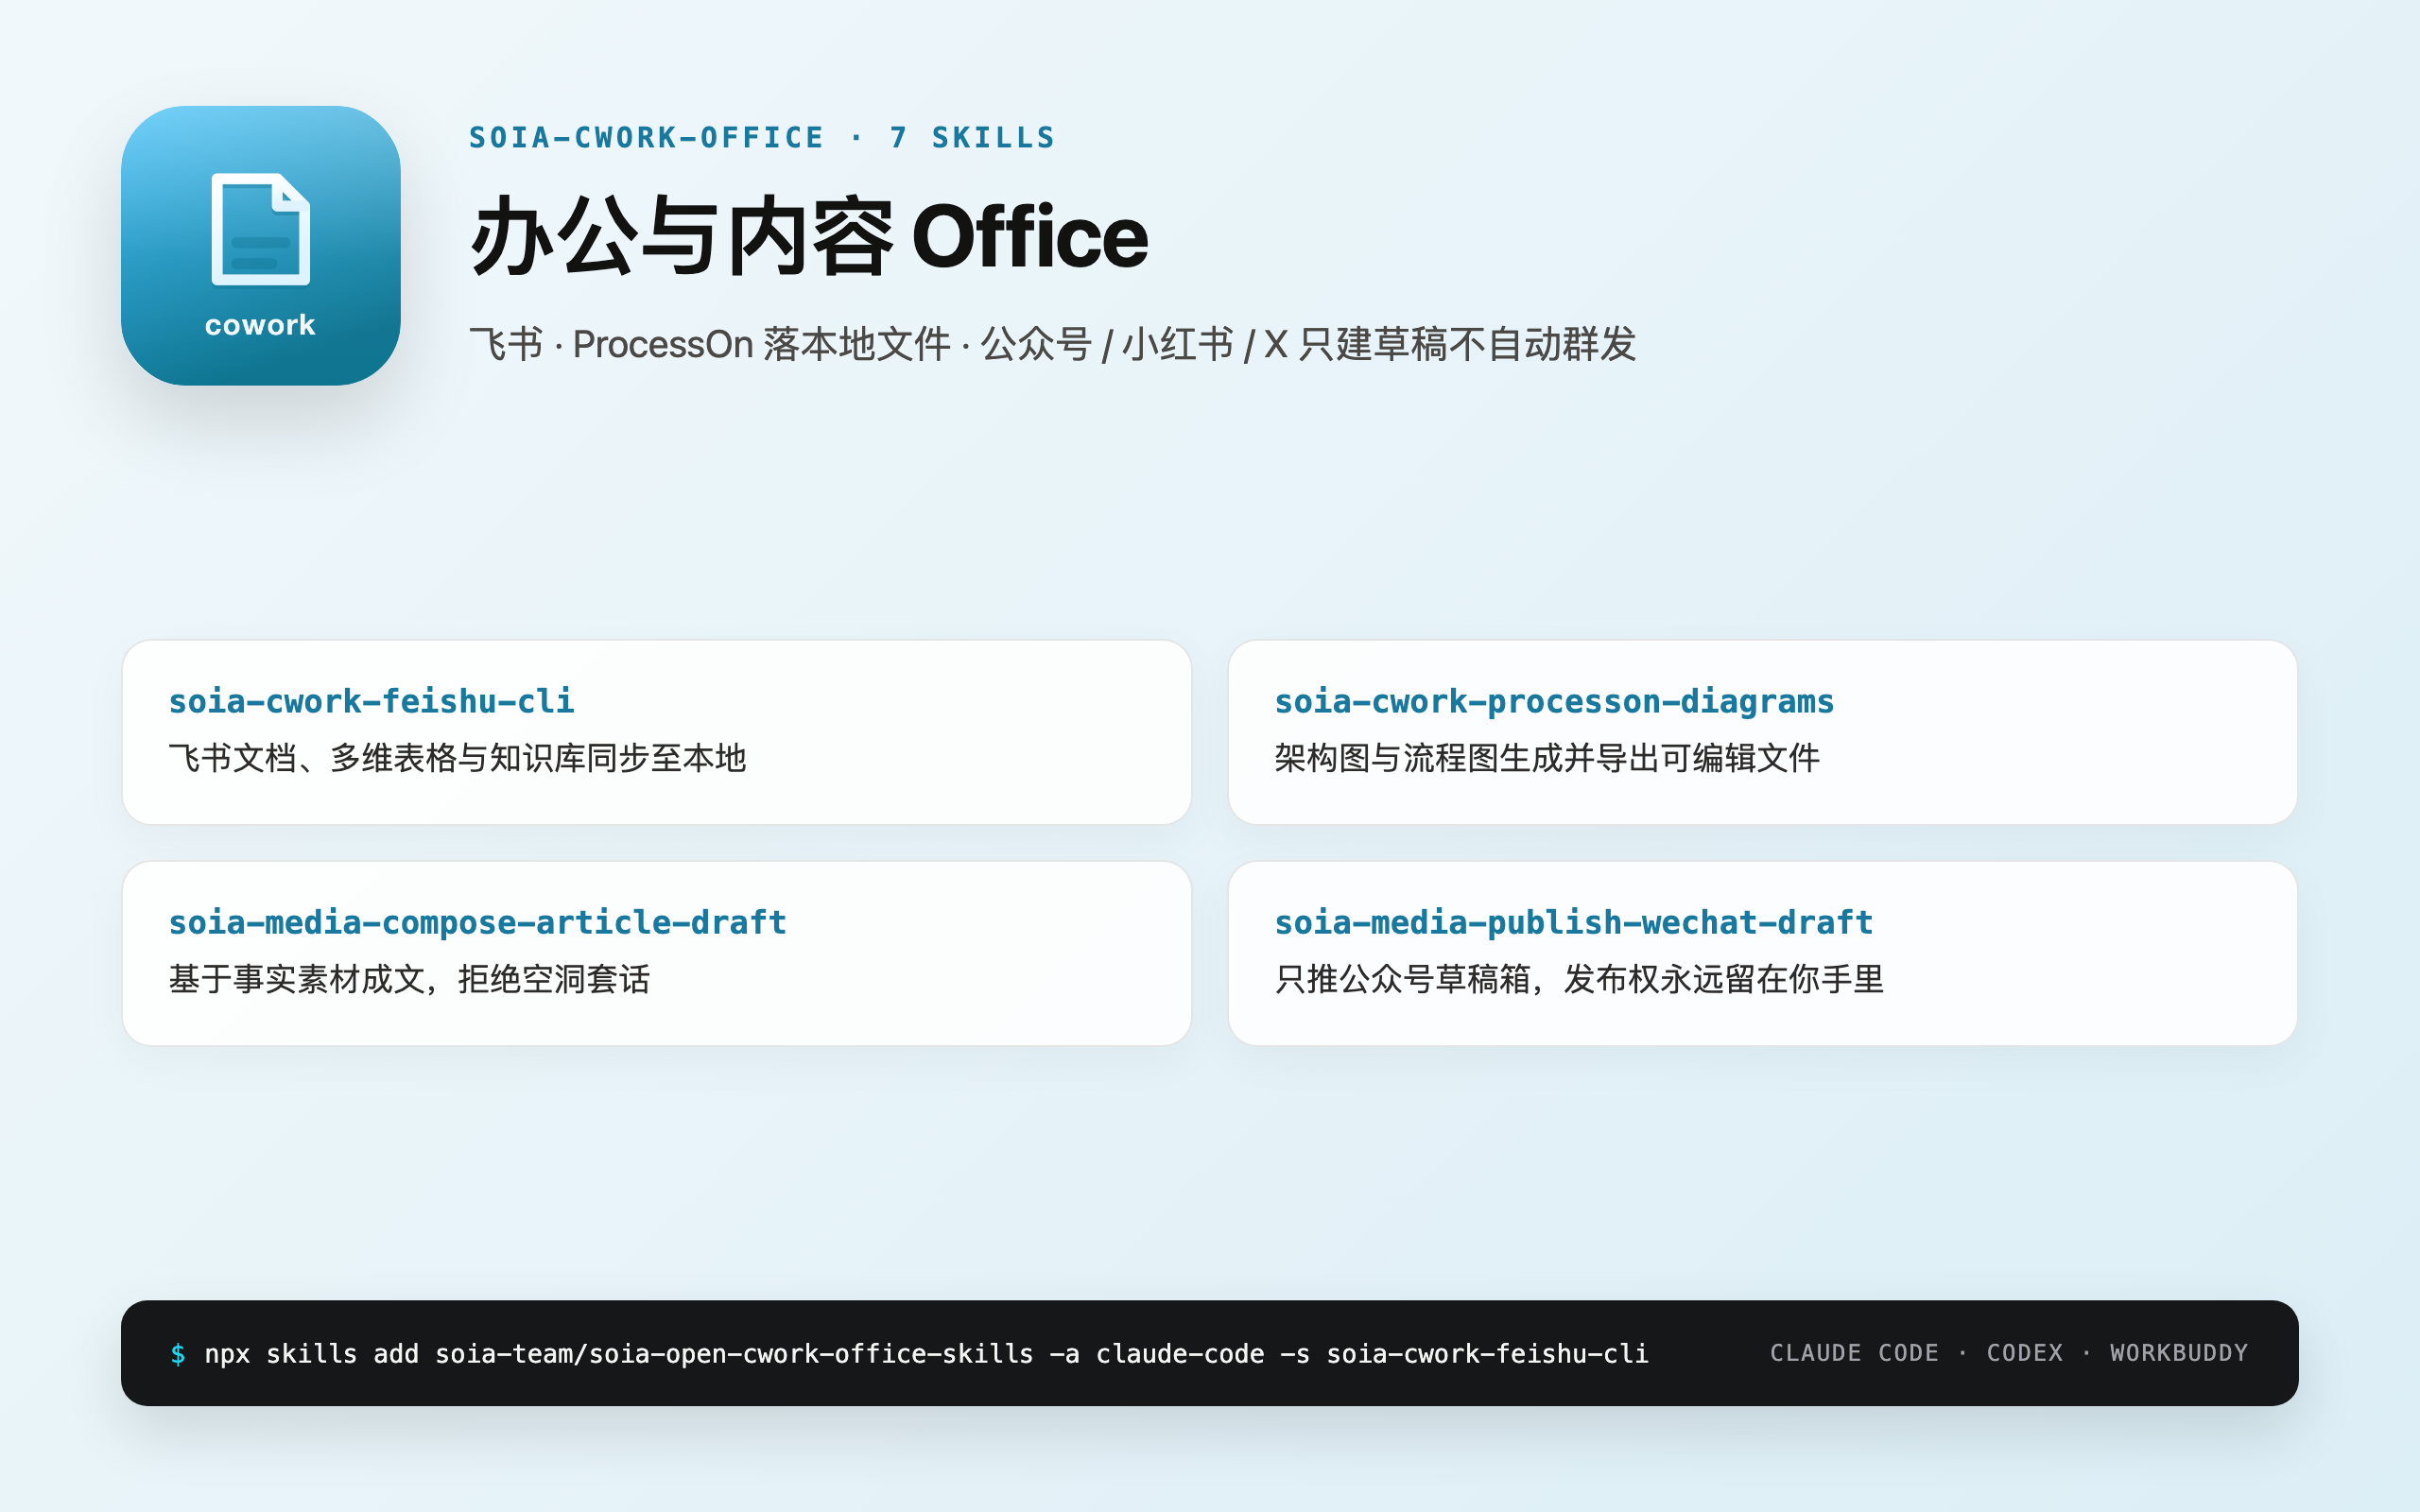 cowork
SOIA-CWORK-OFFICE · 7 SKILLS
办公与内容 Office
飞书 · ProcessOn 落本地文件 · 公众号 / 小红书 / X 只建草稿不自动群发
soia-cwork-feishu-cli
飞书文档、多维表格与知识库同步至本地
soia-cwork-processon-diagrams
架构图与流程图生成并导出可编辑文件
soia-media-compose-article-draft
基于事实素材成文，拒绝空洞套话
soia-media-publish-wechat-draft
只推公众号草稿箱，发布权永远留在你手里
$ npx skills add soia-team/soia-open-cwork-office-skills -a claude-code -s soia-cwork-feishu-cli
CLAUDE CODE · CODEX · WORKBUDDY